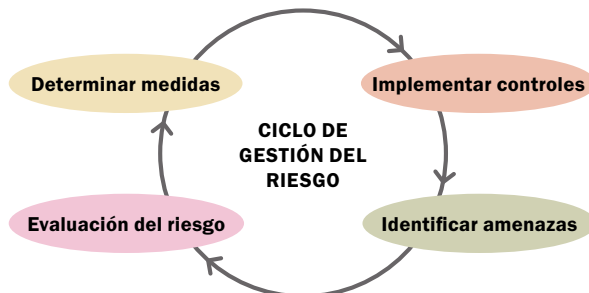 Determinar medidas
Implementar controles
CICLO DE
GESTIÓN DEL
RIESGO
Evaluación del riesgo
Identificar amenazas